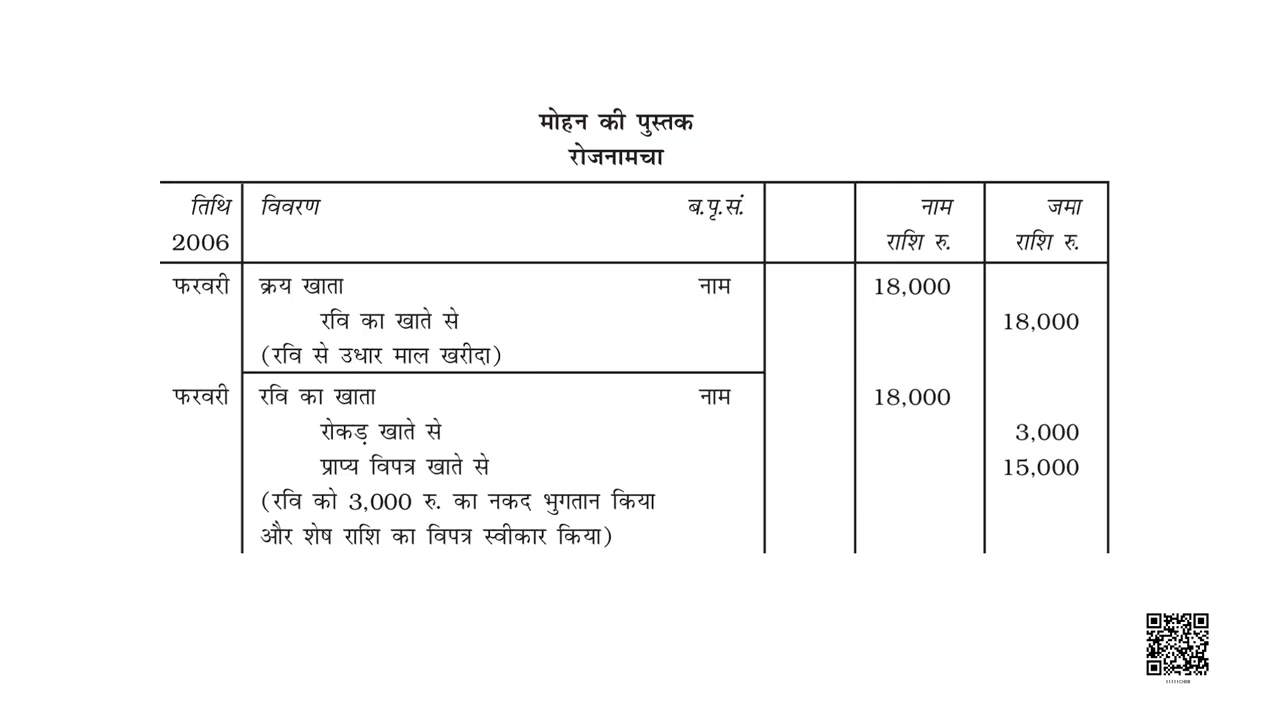 मोहन की पुस्तक
रोजनामचा
तिथि विवरण ब.पृ.सं. नाम जमा
2006 राशि रु. राशि रु.
फरवरी क्रय खाता नाम 18,000
रवि का खाते से 18,000
(रवि से उधार माल खरीदा)
फरवरी रवि का खाता नाम 18,000
रोकड़ खाते से 3,000
प्राप्य विपत्र खाते से 15,000
(रवि को 3,000 रु. का नकद भुगतान किया
और शेष राशि का विपत्र स्वीकार किया)
11111CH08